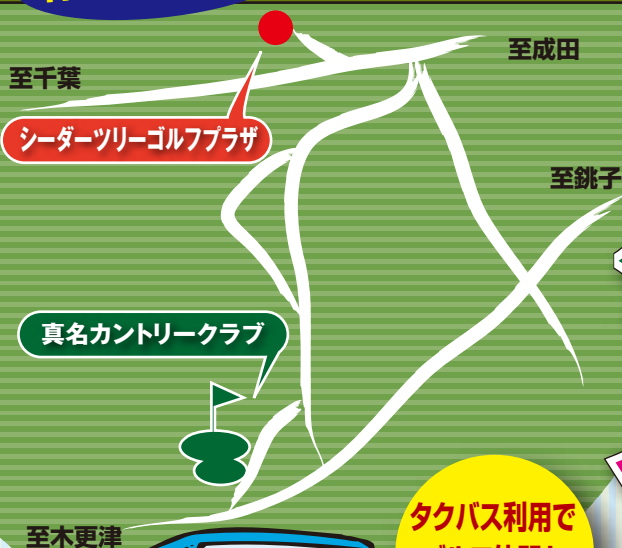 至成田
至千葉
シーダーツリーゴルフプラザ
至銚子
真名カントリークラブ
タクバス利用で
至木更津